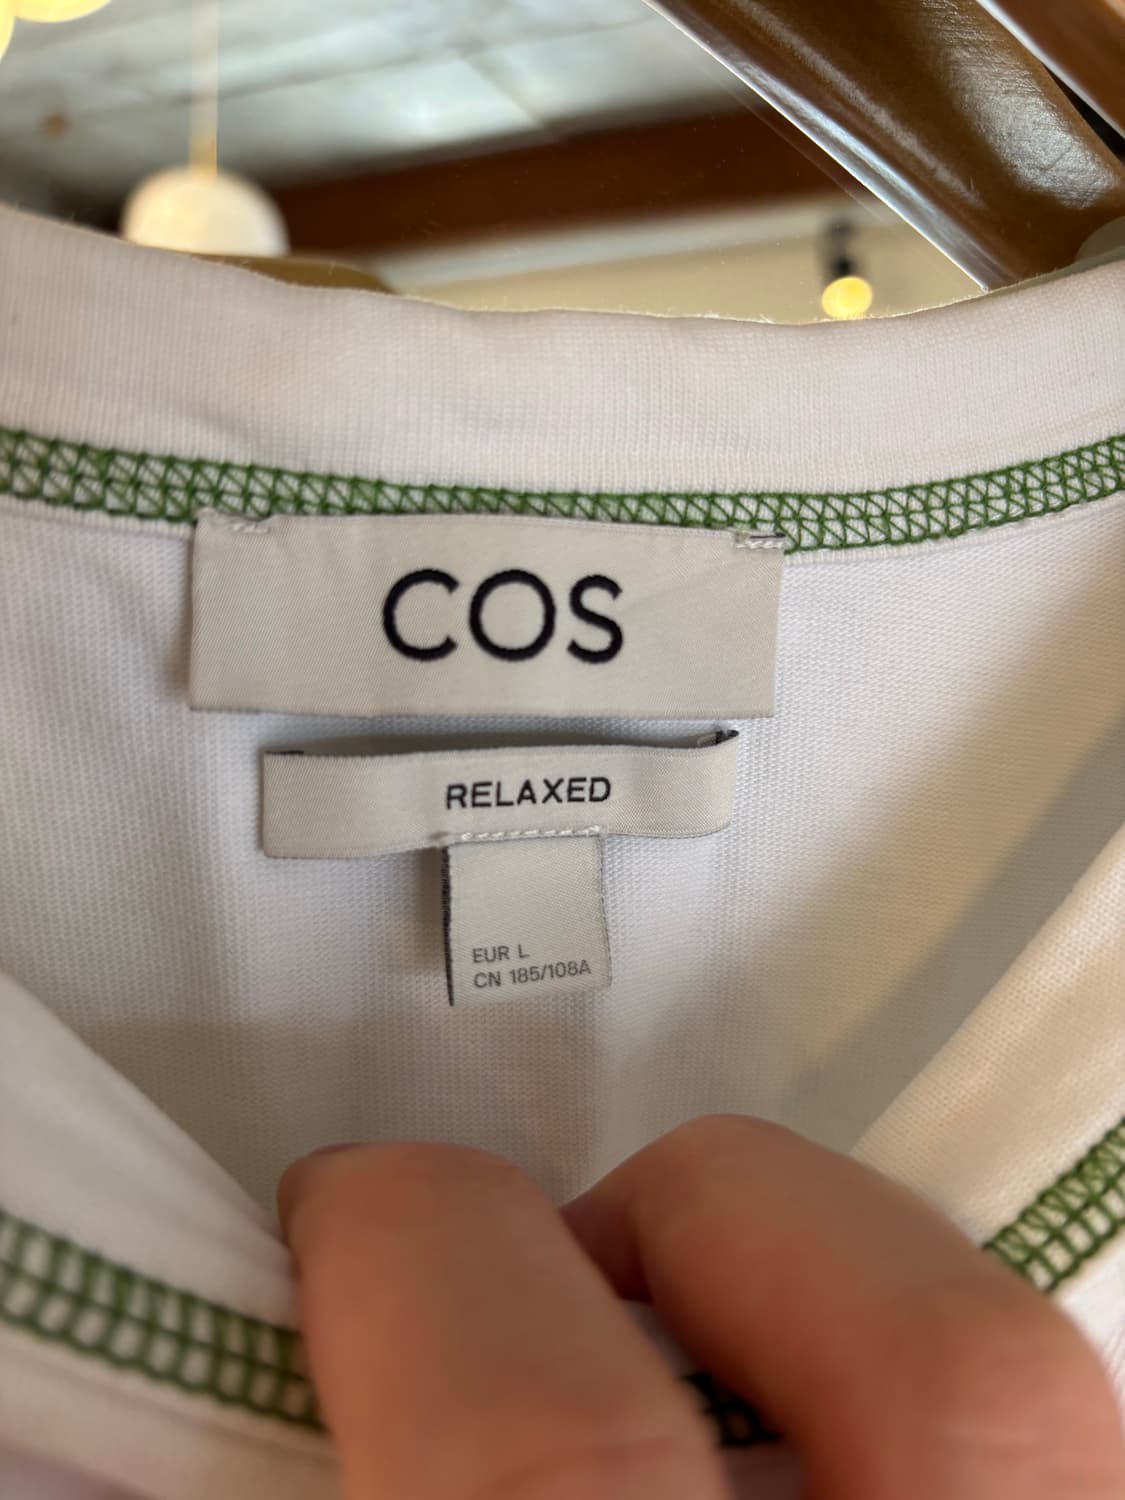 COS
RELAXED
EUR L
CN 185/108A